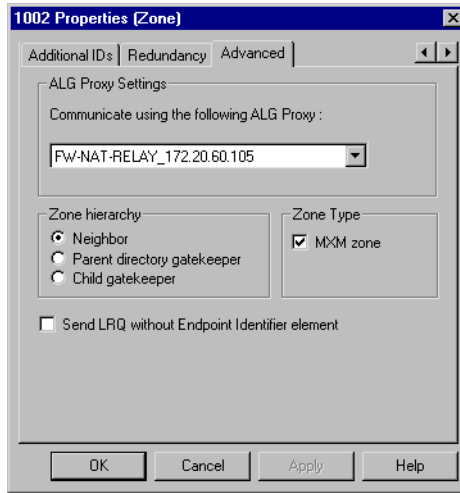 1002 Properties (Zone)
Additional IDs Redundancy Advanced
ALG Proxy Settings
Communicate using the following ALG Proxy :
FW-NAT-RELAY_172.20.60.105
Zone hierarchy
Neighbor
Parent directory gatekeeper
Child gatekeeper
Zone Type
MXM zone
Send LRQ without Endpoint Identifier element
OK Cancel Apply Help